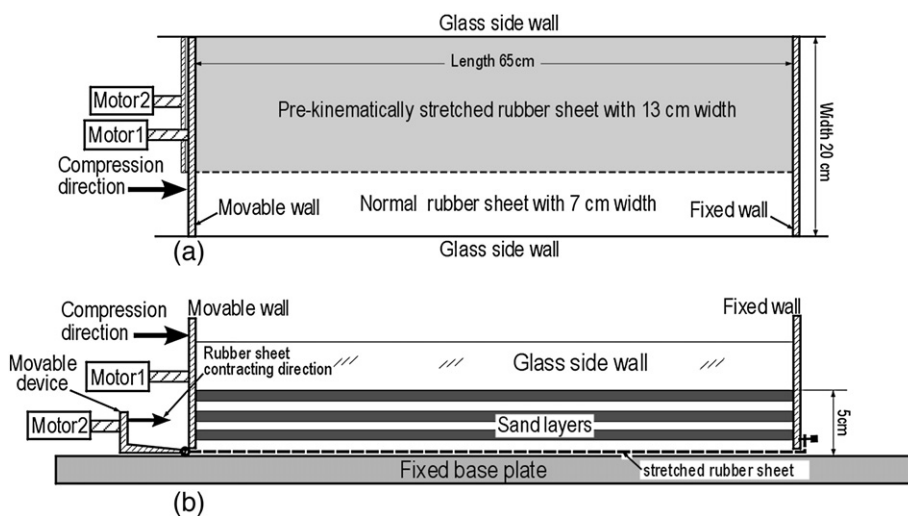 Glass side wall
Length 65cm
Motor2
Pre-kinematically stretched rubber sheet with 13 cm width
Motor1
Width 20 cm
Compression
direction
Movable wall
Normal rubber sheet with 7 cm width
Fixed wall
(a)
Glass side wall
Compression
direction
Movable wall
Fixed wall
Rubber sheet
contracting direction
Glass side wall
Movable
device
Motor1
Motor2
Sand layers
5cm
Fixed base plate
stretched rubber sheet
(b)